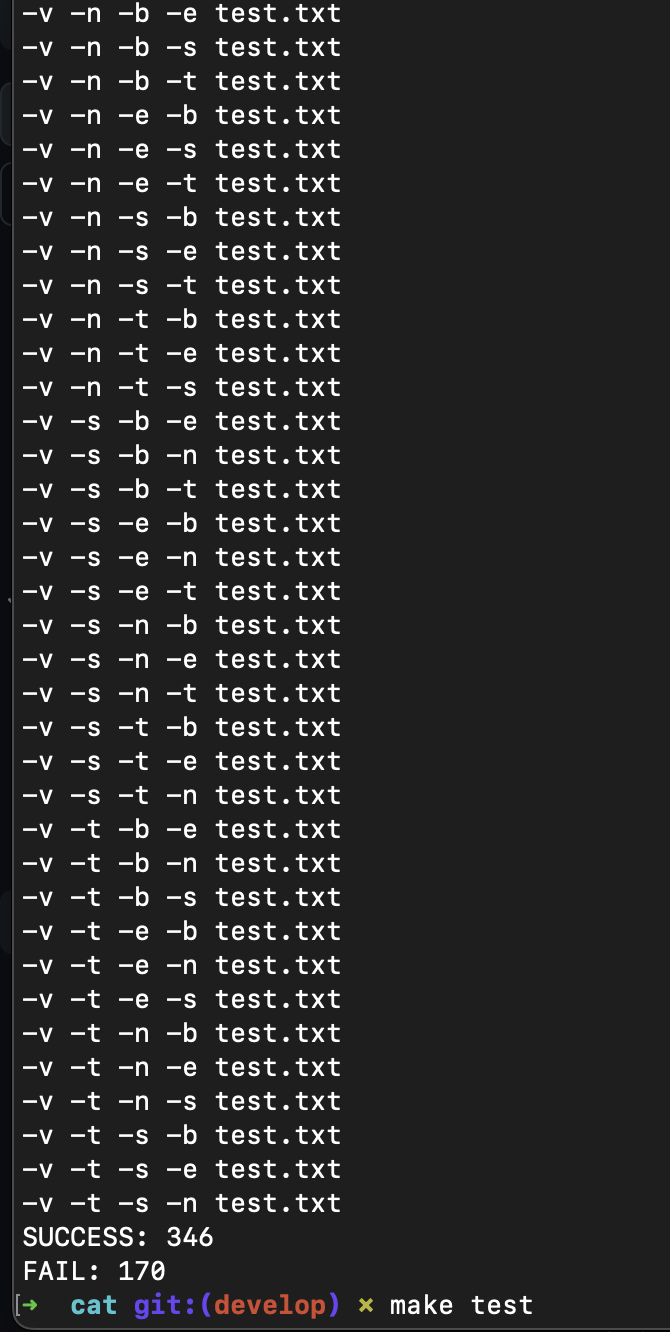 -v -n -b -e test.txt
-v -n -b -s test.txt
-v -n -b -t test.txt
-v -n -e -b test.txt
-v -n -e -s test.txt
-v -n -e -t test.txt
-v -n -s -b test.txt
-v -n -s -e test.txt
-v -n -s -t test.txt
-v -n -t -b test.txt
-v -n -t -e test.txt
-v -n -t -s test.txt
-v -s -b -e test.txt
-v -s -b -n test.txt
-v -s -b -t test.txt
-v -s -e -b test.txt
-v -s -e -n test.txt
-v -s -e -t test.txt
-v -s -n -b test.txt
-v -s -n -e test.txt
-v -s -n -t test.txt
-v -s -t -b test.txt
-v -s -t -e test.txt
-v -s -t -n test.txt
-v -t -b -e test.txt
-v -t -b -n test.txt
-v -t -b -s test.txt
-v -t -e -b test.txt
-v -t -e -n test.txt
-v -t -e -s test.txt
-v -t -n -b test.txt
-v -t -n -e test.txt
-v -t -n -s test.txt
-v -t -s -b test.txt
-v -t -s -e test.txt
-v -t -s -n test.txt
SUCCESS: 346
FAIL: 170
[➜ cat git:(develop) ✖ make test